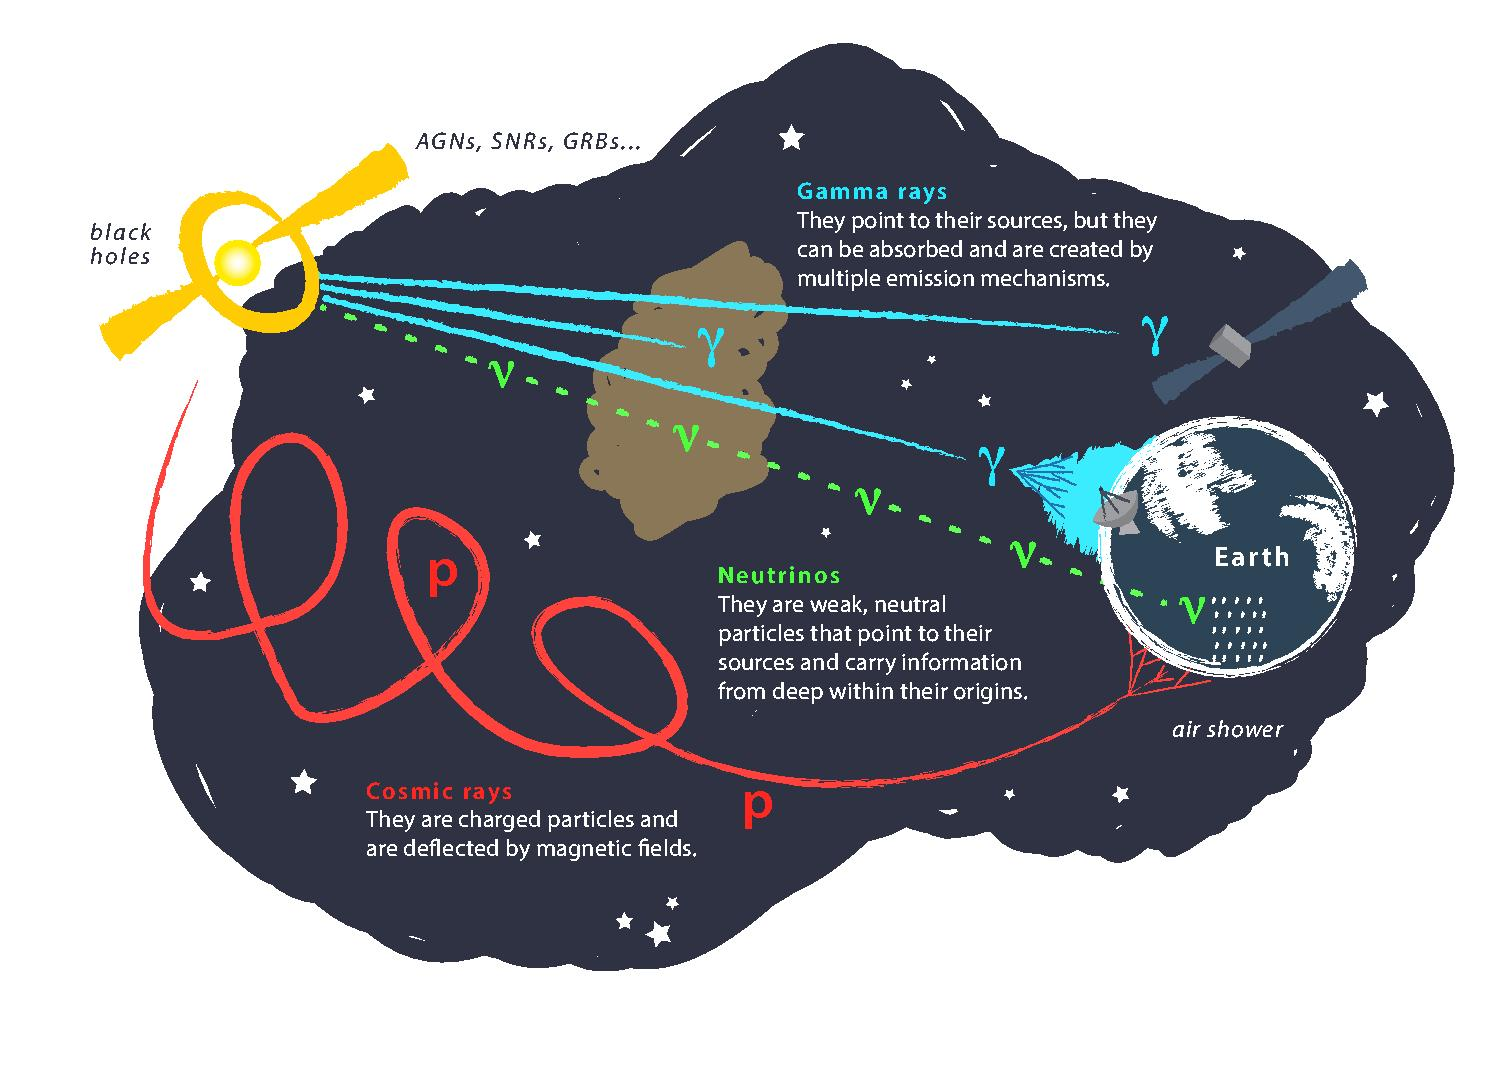 AGNs, SNRs, GRBs...
black
holes
Gamma rays
They point to their sources, but they
can be absorbed and are created by
multiple emission mechanisms.
γ
γ
ν
ν
γ
ν
ν
Earth
ν
p
Neutrinos
They are weak, neutral
particles that point to their
sources and carry information
from deep within their origins.
air shower
Cosmic rays
They are charged particles and
are deflected by magnetic fields.
p